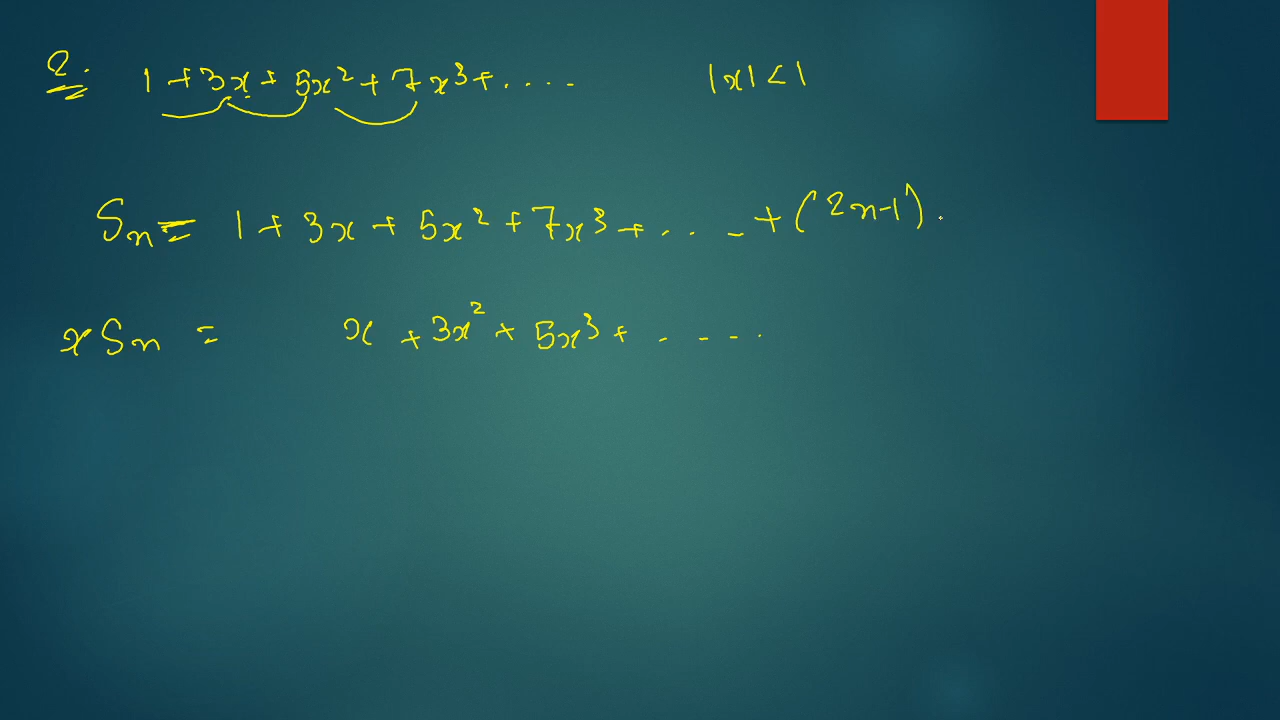 2. 1 + 3x + 5x² + 7x³ + .... |x| < 1
Sn = 1 + 3x + 5x² + 7x³ + ... - + (2n-1) .
xSn = x + 3x² + 5x³ + . - - - .